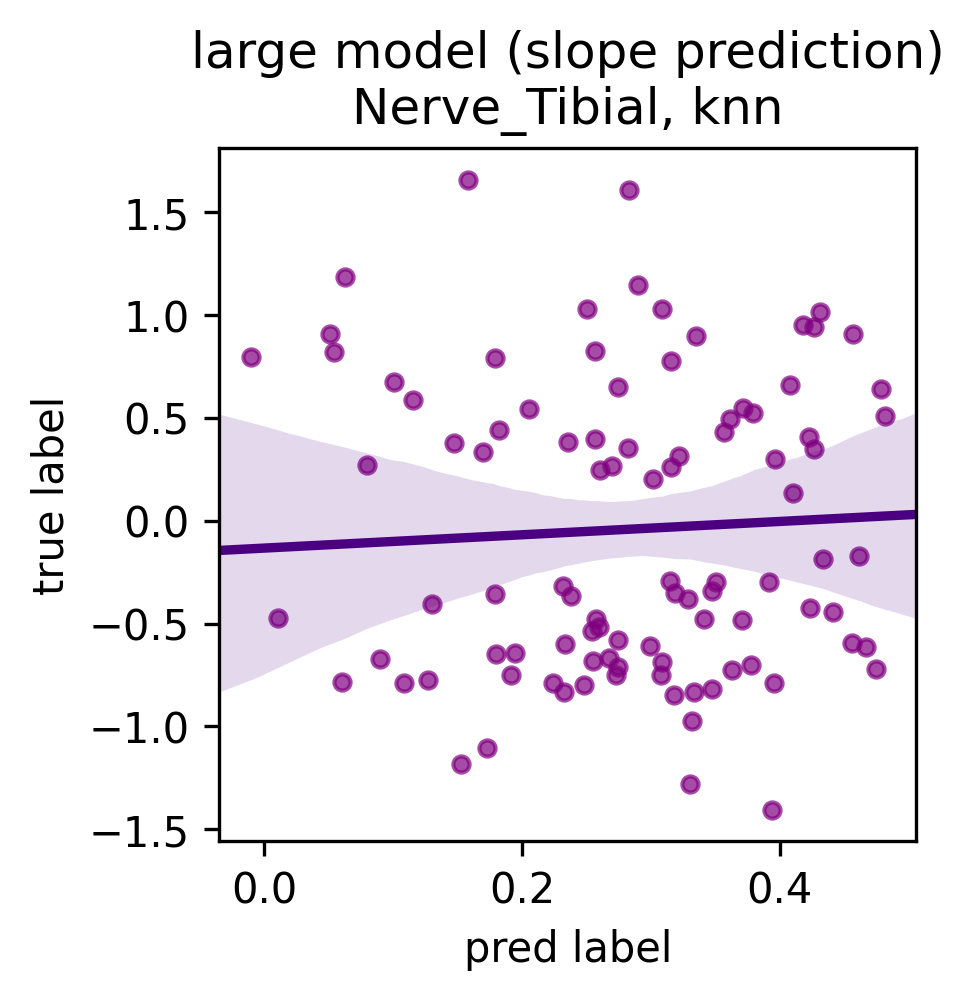 large model (slope prediction)
Nerve_Tibial, knn
1.5
1.0
0.5
0.0
−0.5
−1.0
−1.5
true label
0.0 0.2 0.4
pred label